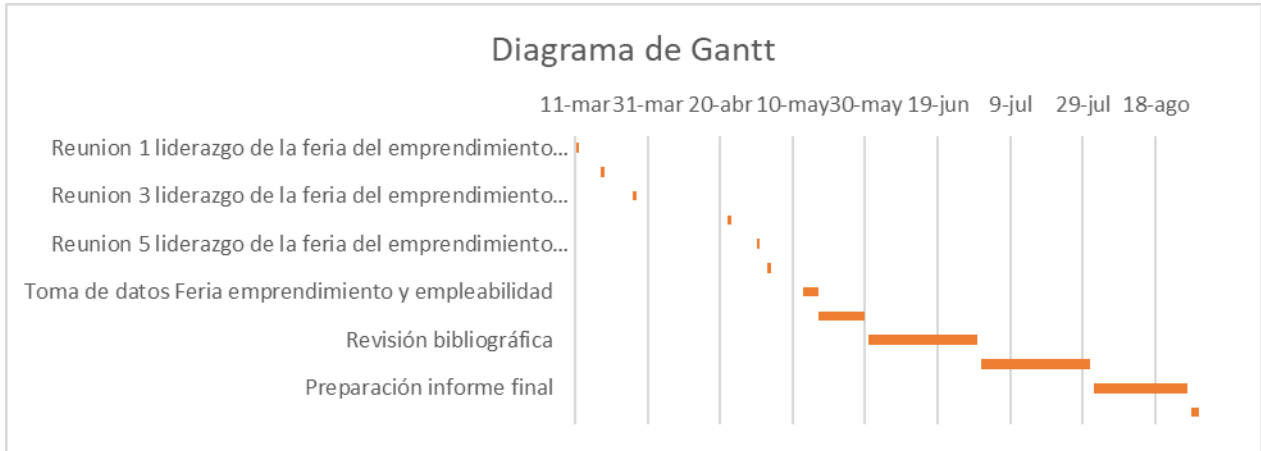 Diagrama de Gantt
11-mar 31-mar 20-abr 10-may 30-may 19-jun 9-jul 29-jul 18-ago
Reunion 1 liderazgo de la feria del emprendimiento...
Reunion 3 liderazgo de la feria del emprendimiento...
Reunion 5 liderazgo de la feria del emprendimiento...
Toma de datos Feria emprendimiento y empleabilidad
Revisión bibliográfica
Preparación informe final